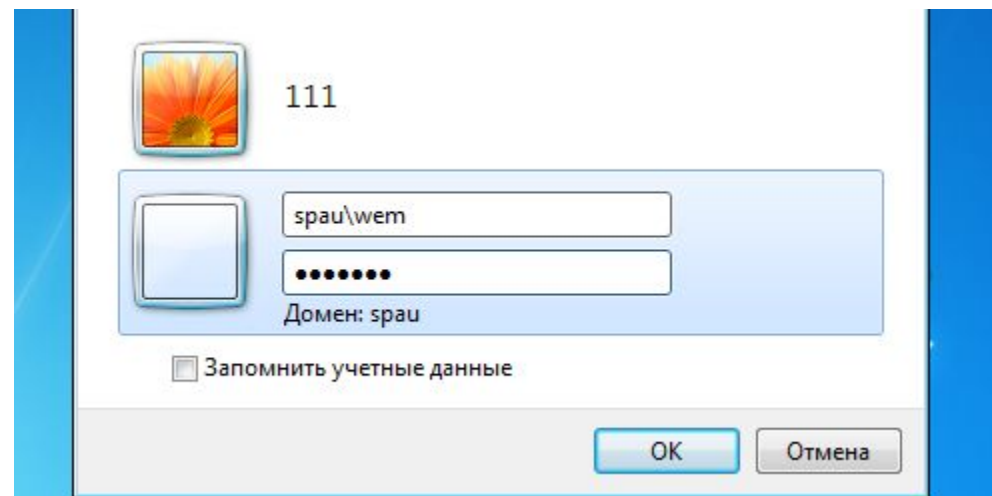 111
spau\wem
•••••••
Домен: spau
Запомнить учетные данные
OK
Отмена